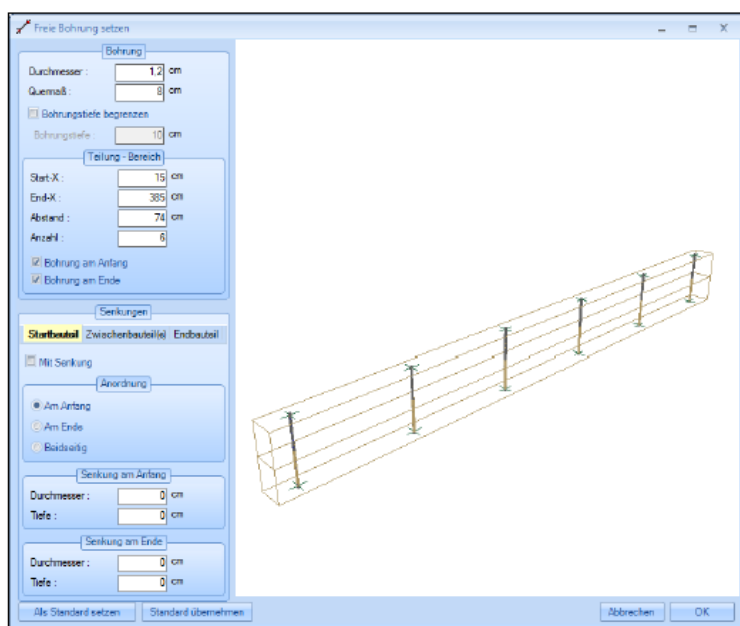 Freie Bohrung setzen
Bohrung
Durchmesser : 1,2 cm
Quermaß : 8 cm
Bohrungstiefe begrenzen
Bohrungstiefe : 10 cm
Teilung - Bereich
Start-X : 15 cm
End-X : 385 cm
Abstand : 74 cm
Anzahl : 6
Bohrung am Anfang
Bohrung am Ende
Senkungen
Startbauteil Zwischenbauteil(e) Endbauteil
Mit Senkung
Anordnung
Am Anfang
Am Ende
Beidseitig
Senkung am Anfang
Durchmesser : 0 cm
Tiefe : 0 cm
Senkung am Ende
Durchmesser : 0 cm
Tiefe : 0 cm
Als Standard setzen Standard übernehmen Abbrechen OK